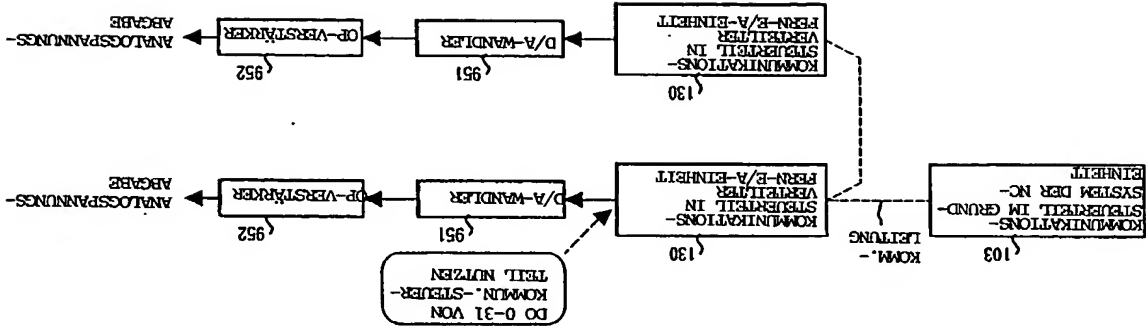 KOMMUNIKATIONS-
STEUERTEIL IM GRUND-
SYSTEM DER NC-
EINHEIT
103
KOMM.-
LEITUNG
DO 0-31 VON
KOMMUN.-STEUER-
TEIL NUTZEN
KOMMUNIKATIONS-
STEUERTEIL IN
VERTEILTER
FERN-E/A-EINHEIT
130
D/A-WANDLER
951
OP-VERSTÄRKER
952
ANALOGSPANNUNGS-
ABGABE
KOMMUNIKATIONS-
STEUERTEIL IN
VERTEILTER
FERN-E/A-EINHEIT
130
D/A-WANDLER
951
OP-VERSTÄRKER
952
ANALOGSPANNUNGS-
ABGABE